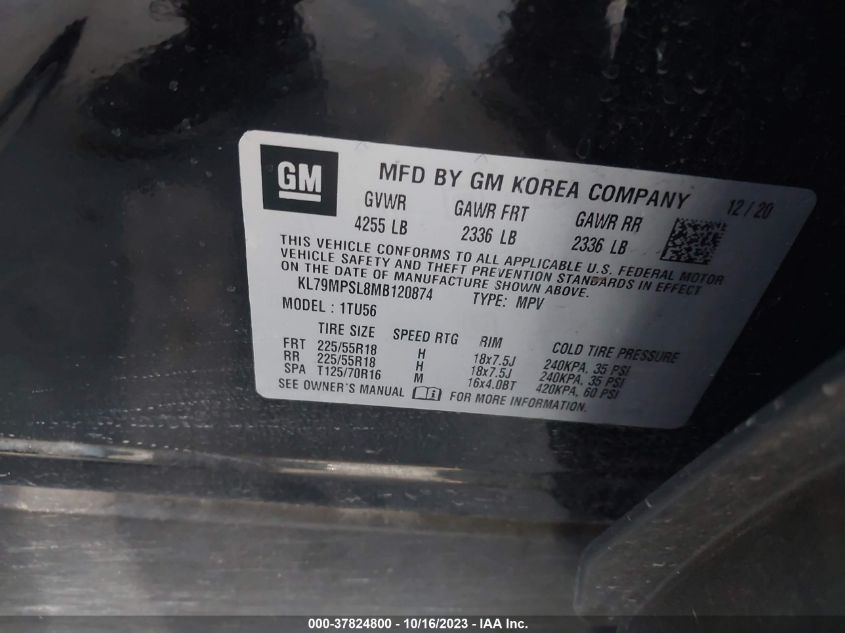 GM
MFD BY GM KOREA COMPANY 12/20
GVWR GAWR FRT GAWR RR
4255 LB 2336 LB 2336 LB
THIS VEHICLE CONFORMS TO ALL APPLICABLE U.S. FEDERAL MOTOR
VEHICLE SAFETY AND THEFT PREVENTION STANDARDS IN EFFECT
ON THE DATE OF MANUFACTURE SHOWN ABOVE.
KL79MPSL8MB120874 TYPE: MPV
MODEL: 1TU56
TIRE SIZE SPEED RTG RIM COLD TIRE PRESSURE
FRT 225/55R18 H 18x7.5J 240KPA, 35 PSI
RR 225/55R18 H 18x7.5J 240KPA, 35 PSI
SPA T125/70R16 M 16x4.0BT 420KPA, 60 PSI
SEE OWNER'S MANUAL FOR MORE INFORMATION.
000-37824800 - 10/16/2023 - IAA Inc.